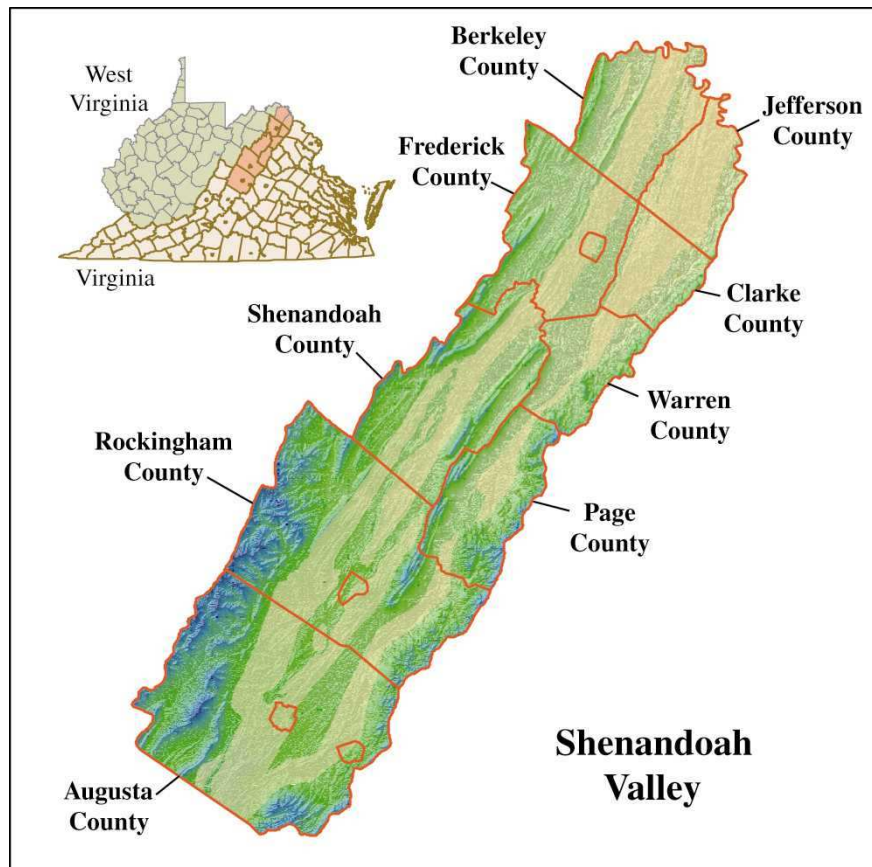 West
Virginia
Virginia
Berkeley
County
Jefferson
County
Frederick
County
Clarke
County
Shenandoah
County
Warren
County
Rockingham
County
Page
County
Augusta
County
Shenandoah
Valley